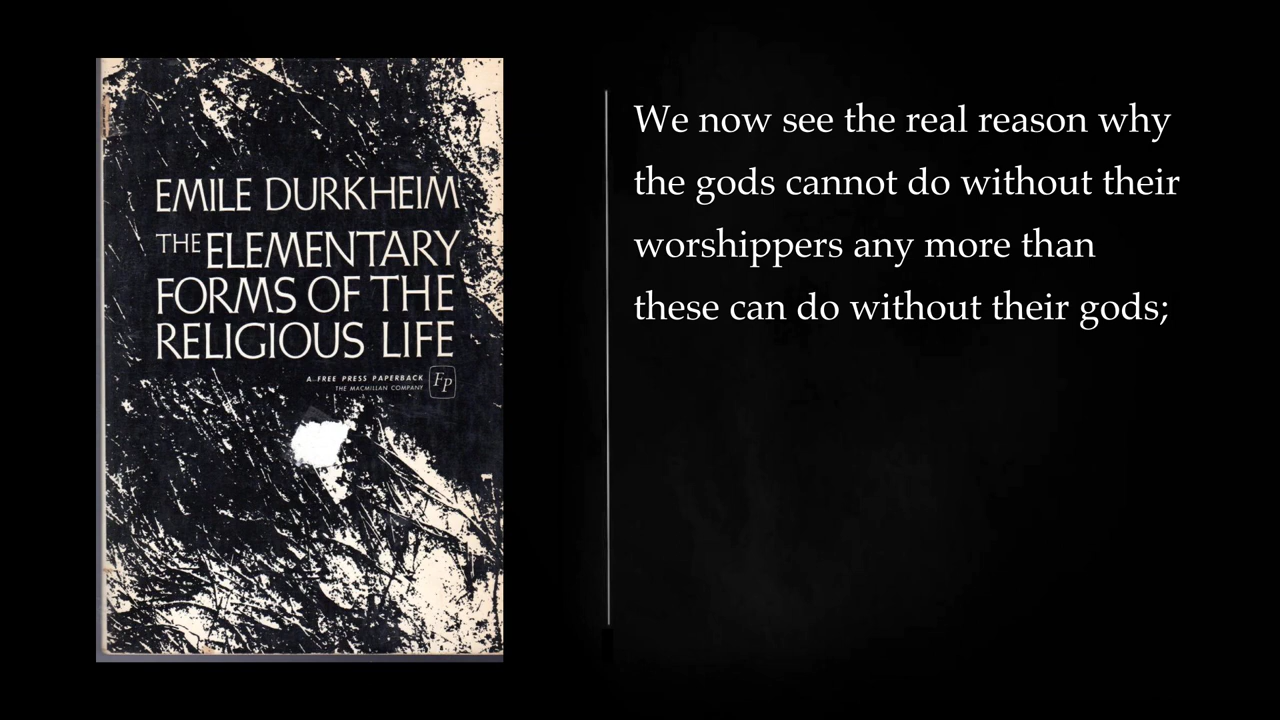 EMILE DURKHEIM
THE ELEMENTARY
FORMS OF THE
RELIGIOUS LIFE
A FREE PRESS PAPERBACK
THE MACMILLAN COMPANY
FP
We now see the real reason why
the gods cannot do without their
worshippers any more than
these can do without their gods;